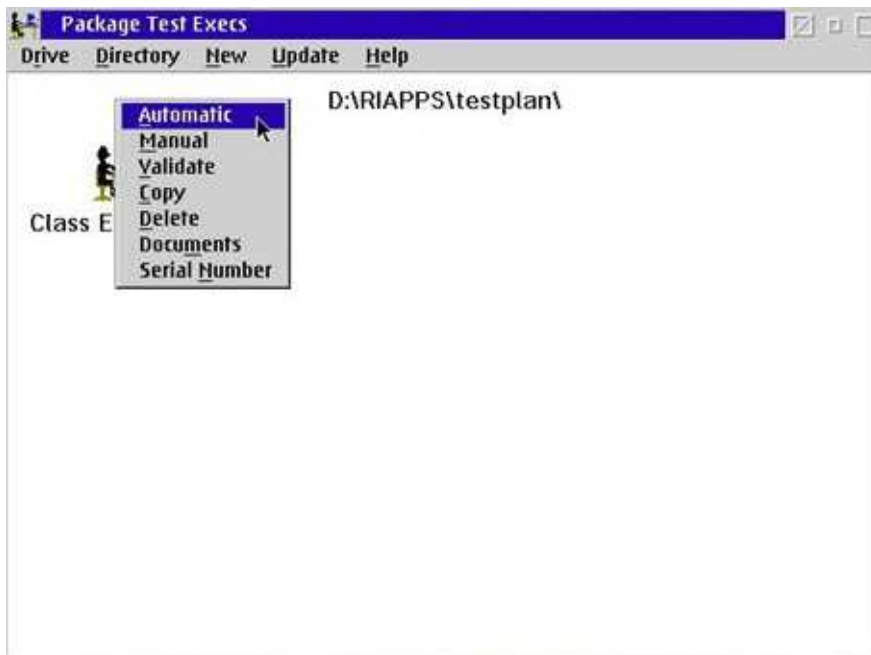 Package Test Execs
Drive Directory New Update Help
D:\RIAPPS\testplan\
Automatic
Manual
Validate
Copy
Delete
Documents
Serial Number
Class E